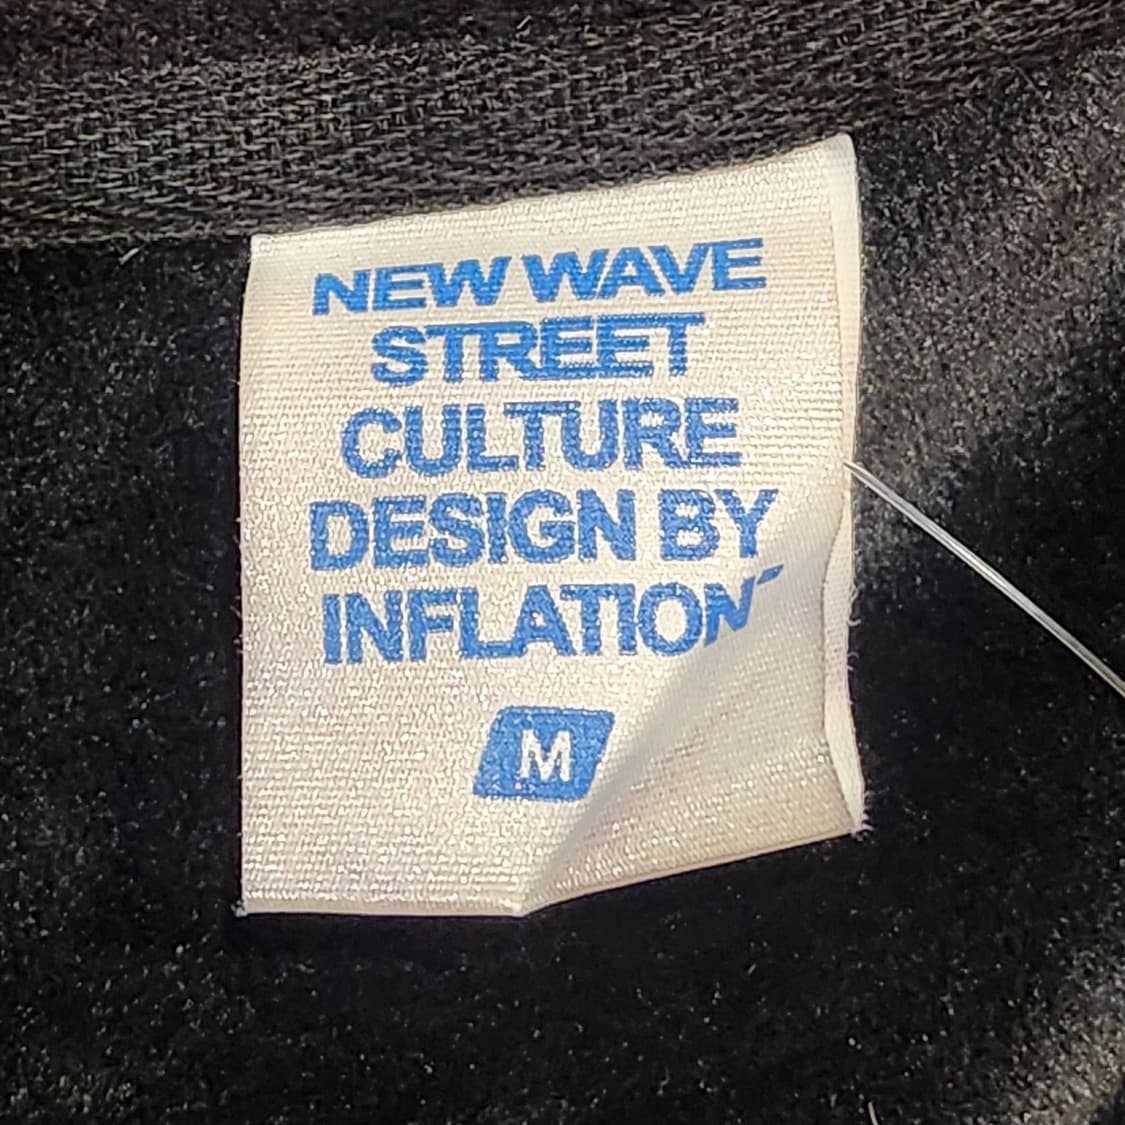 NEW WAVE
STREET
CULTURE
DESIGN BY
INFLATION
M